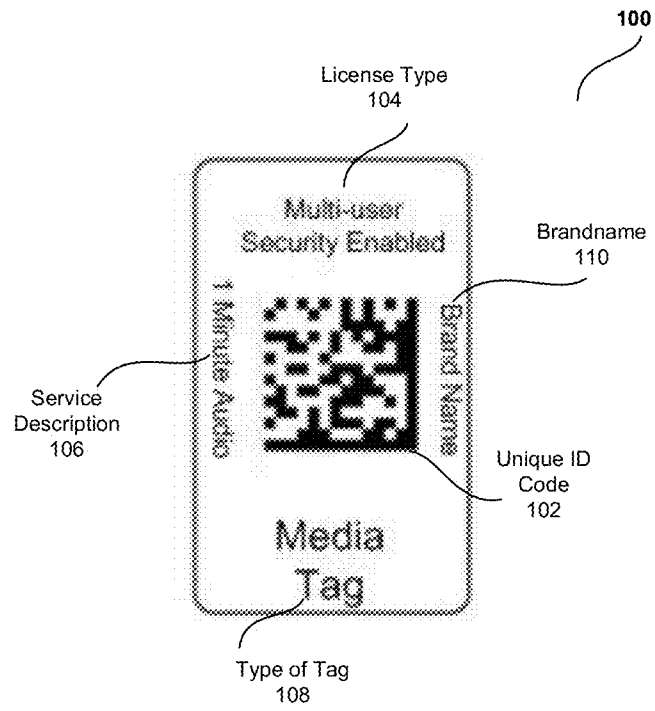 100
License Type
104
Multi-user
Security Enabled
Brandname
110
1 Minute Audio
Brand Name
Service
Description
106
Unique ID
Code
102
Media
Tag
Type of Tag
108